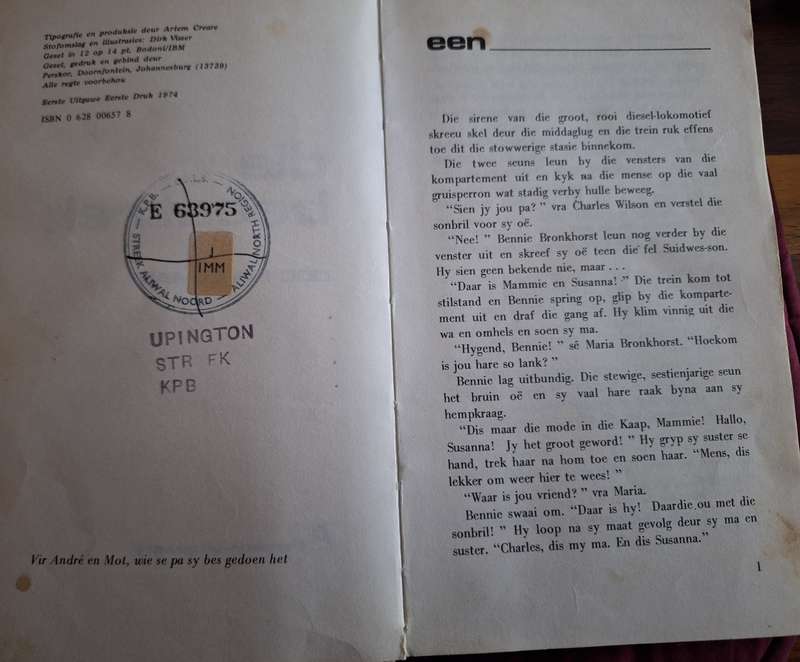 Tipografie en produksie deur Artem Creare
Stofomslag en illustrasies: Dirk Visser
Geset in 12 op 14 pt. Bodoni/IBM
Geset, gedruk en gebind deur
Perskor, Doornfontein, Johannesburg (13739)
Alle regte voorbehou
Eerste Uitgawe Eerste Druk 1974
ISBN 0 628 00657 8
K.P.B.
E 63975
J
IMM
STREEK ALIWAL NOORD — ALIWAL NORTH REGION
UPINGTON
STR EK
KPB
Vir André en Mot, wie se pa sy bes gedoen het
een
Die sirene van die groot, rooi diesel-lokomotief
skreeu skel deur die middaglug en die trein ruk effens
toe dit die stowwerige stasie binnekom.
Die twee seuns leun by die vensters van die
kompartement uit en kyk na die mense op die vaal
gruisperron wat stadig verby hulle beweeg.
“Sien jy jou pa?” vra Charles Wilson en verstel die
sonbril voor sy oë.
“Nee!” Bennie Bronkhorst leun nog verder by die
venster uit en skreef sy oë teen die fel Suidwes-son.
Hy sien geen bekende nie, maar . . .
“Daar is Mammie en Susanna!” Die trein kom tot
stilstand en Bennie spring op, glip by die komparte-
ment uit en draf die gang af. Hy klim vinnig uit die
wa en omhels en soen sy ma.
“Hygend, Bennie!” sê Maria Bronkhorst. “Hoekom
is jou hare so lank?”
Bennie lag uitbundig. Die stewige, sestienjarige seun
het bruin oë en sy vaal hare raak byna aan sy
hempkraag.
“Dis maar die mode in die Kaap, Mammie! Hallo,
Susanna! Jy het groot geword!” Hy gryp sy suster se
hand, trek haar na hom toe en soen haar. “Mens, dis
lekker om weer hier te wees!”
“Waar is jou vriend?” vra Maria.
Bennie swaai om. “Daar is hy! Daardie ou met die
sonbril!” Hy loop na sy maat gevolg deur sy ma en
suster. “Charles, dis my ma. En dis Susanna.”
1